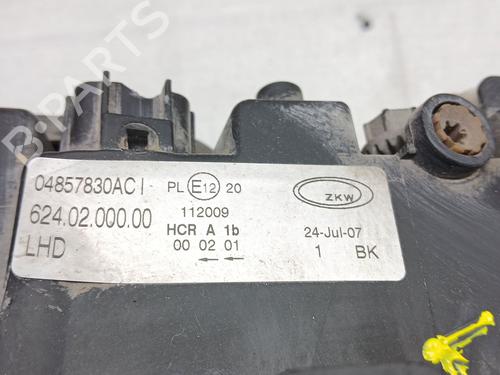 04857830AC I
PL E12 20
ZKW
624.02.000.00
112009
HCR A 1b
24-Jul-07
LHD
00 02 01
1 BK
B-PARTS